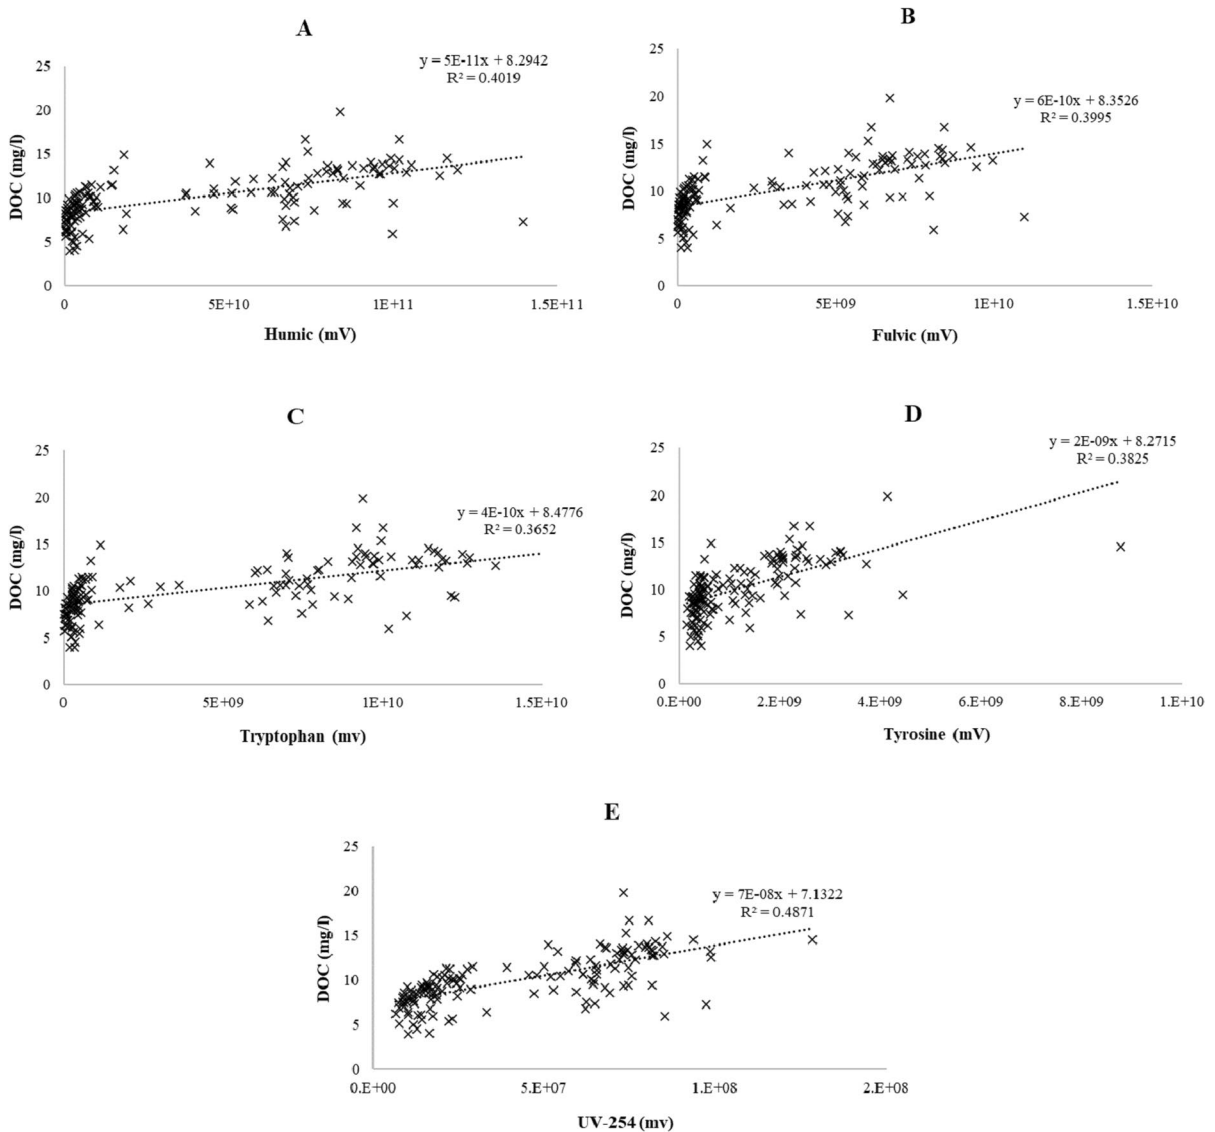 A
y = 5E-11x + 8.2942
R² = 0.4019
25
20
15
10
5
0
DOC (mg/l)
0 5E+10 1E+11 1.5E+11
Humic (mV)
B
y = 6E-10x + 8.3526
R² = 0.3995
25
20
15
10
5
0
DOC (mg/l)
0 5E+09 1E+10 1.5E+10
Fulvic (mV)
C
y = 4E-10x + 8.4776
R² = 0.3652
25
20
15
10
5
0
DOC (mg/l)
0 5E+09 1E+10 1.5E+10
Tryptophan (mv)
D
y = 2E-09x + 8.2715
R² = 0.3825
25
20
15
10
5
0
DOC (mg/l)
0.E+00 2.E+09 4.E+09 6.E+09 8.E+09 1.E+10
Tyrosine (mV)
E
y = 7E-08x + 7.1322
R² = 0.4871
25
20
15
10
5
0
DOC (mg/l)
0.E+00 5.E+07 1.E+08 2.E+08
UV-254 (mv)